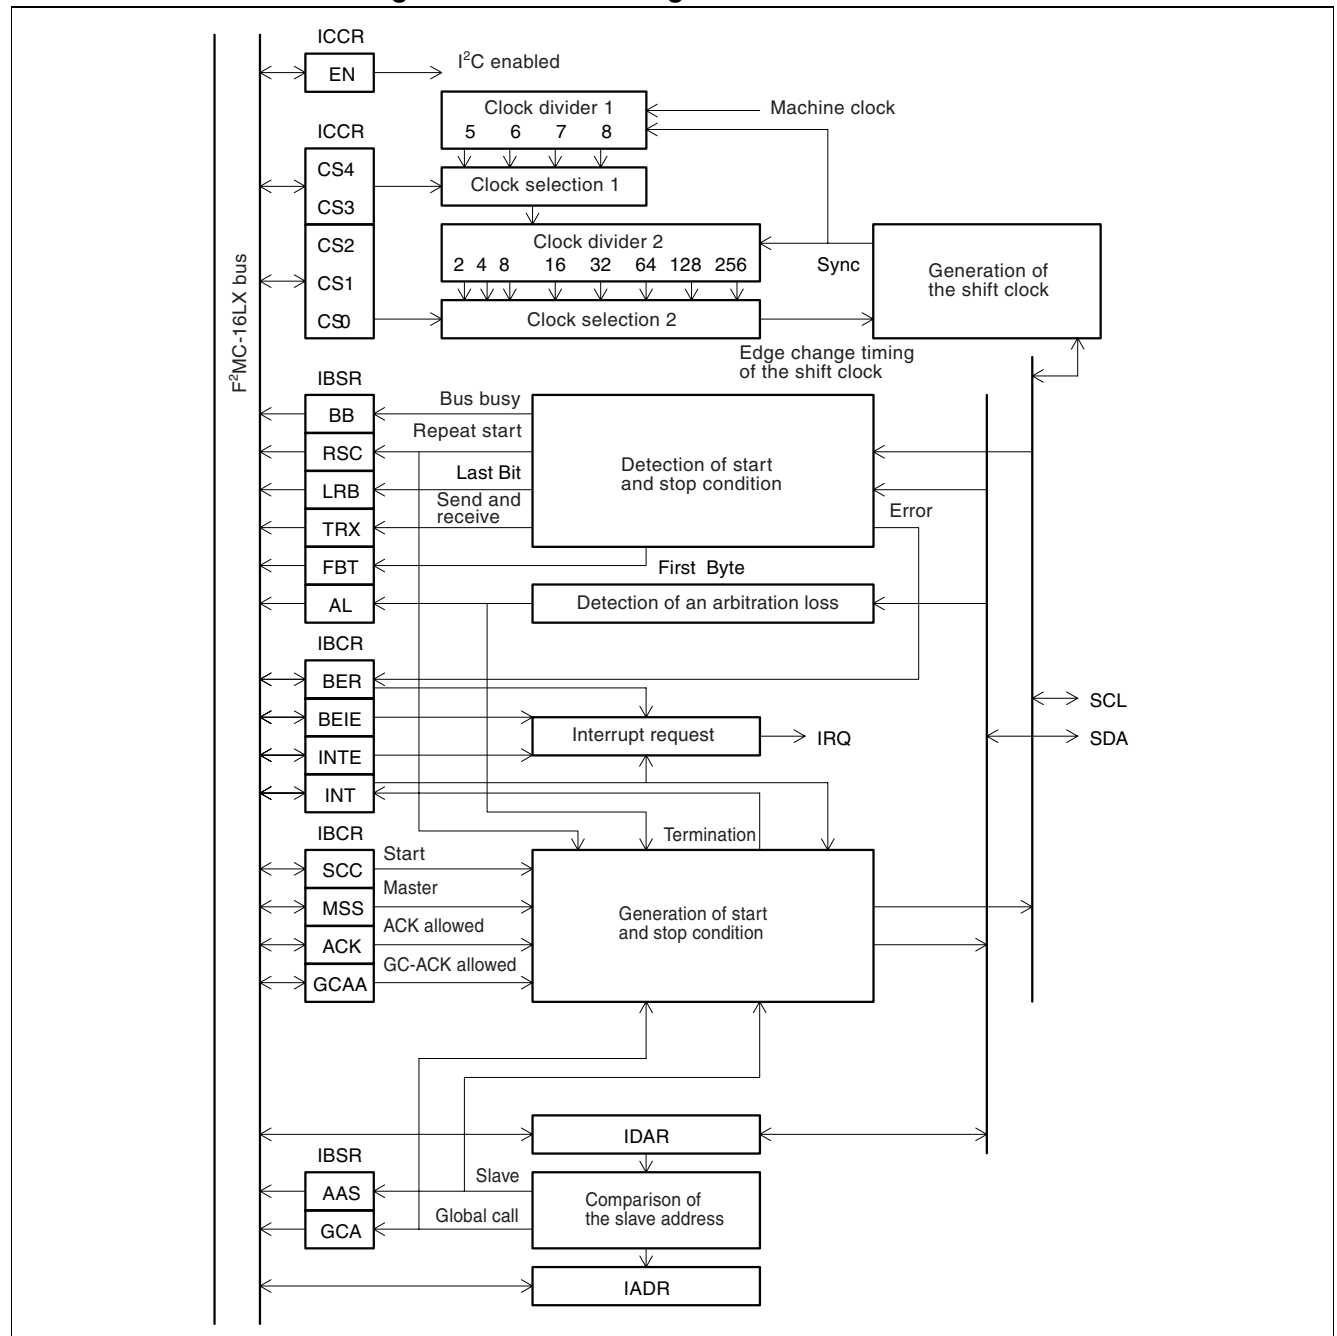 ICCR
EN
I²C enabled
Clock divider 1
5 6 7 8
Machine clock
ICCR
CS4
CS3
Clock selection 1
CS2
CS1
CS0
Clock divider 2
2 4 8 16 32 64 128 256
Sync
Generation of
the shift clock
Clock selection 2
Edge change timing
of the shift clock
F²MC-16LX bus
IBSR
BB
Bus busy
RSC
Repeat start
LRB
Last Bit
TRX
Send and
receive
FBT
First Byte
AL
Detection of start
and stop condition
Error
Detection of an arbitration loss
IBCR
BER
BEIE
INTE
INT
Interrupt request
IRQ
SCL
SDA
Termination
IBCR
SCC
Start
MSS
Master
ACK
ACK allowed
GCAA
GC-ACK allowed
Generation of start
and stop condition
IDAR
IBSR
AAS
Slave
GCA
Global call
Comparison of
the slave address
IADR